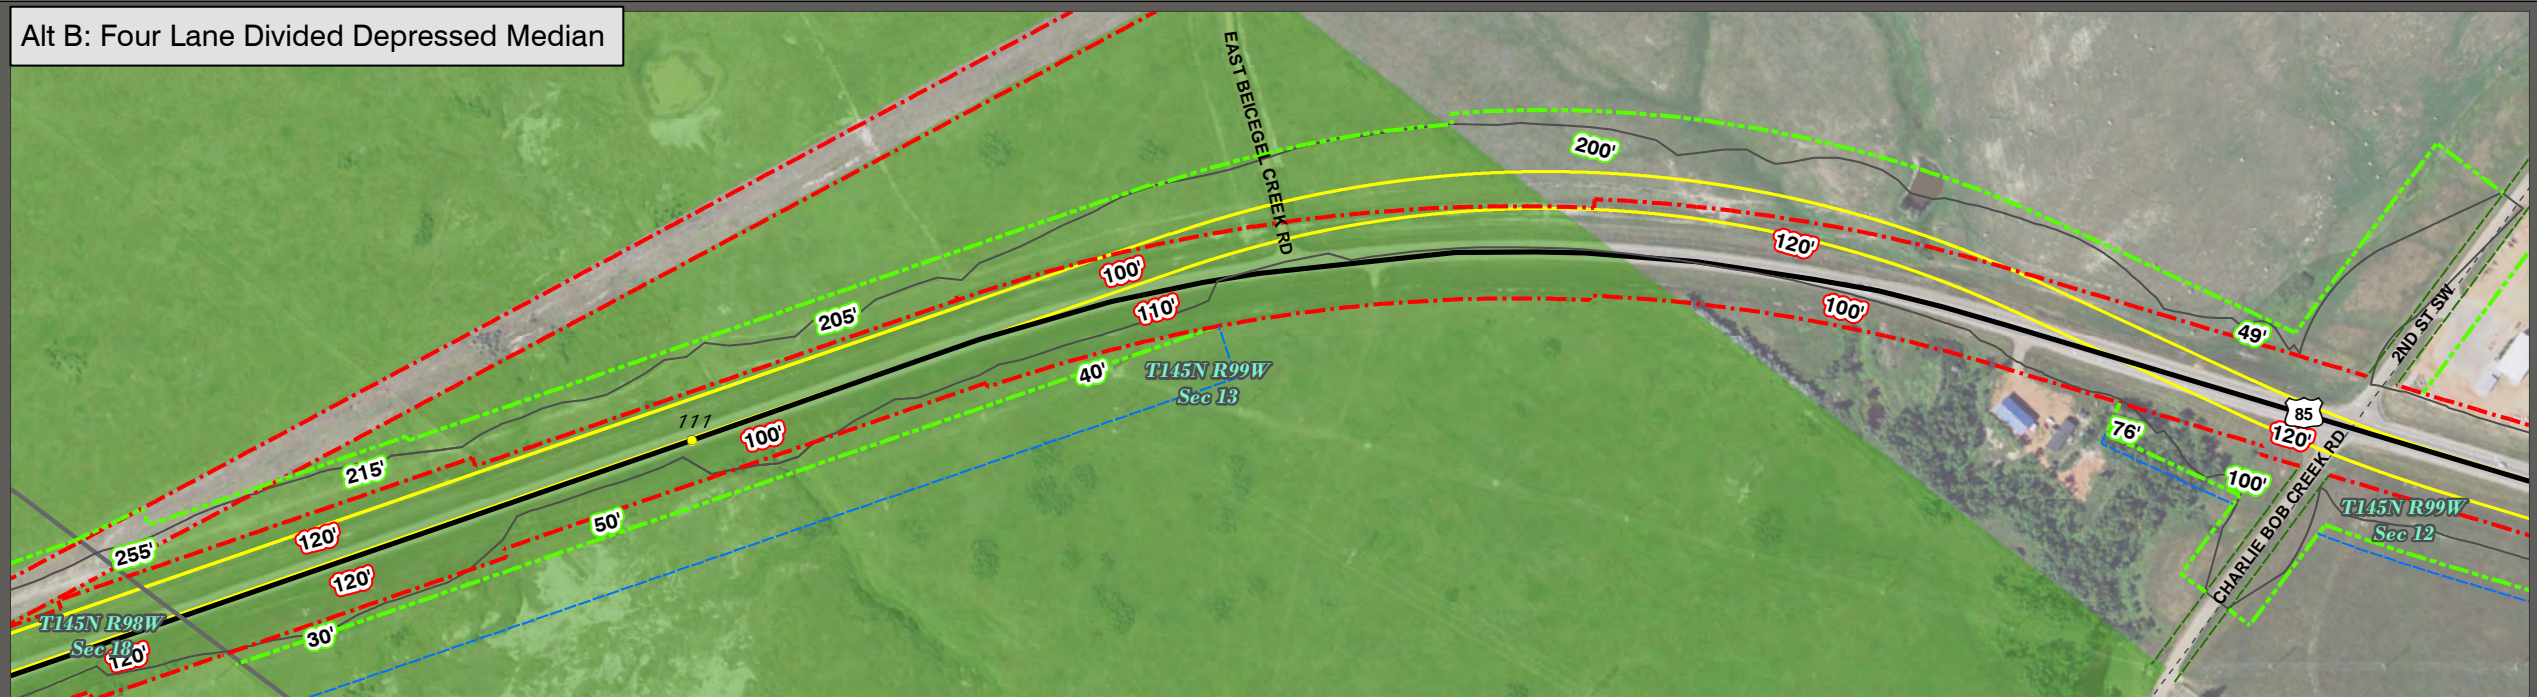 Alt B: Four Lane Divided Depressed Median
EAST BEICEGEL CREEK RD
200'
120'
100'
100'
110'
205'
49'
2ND ST SW
T145N R99W
Sec 13
40'
85
120'
111
100'
76'
CHARLIE BOB CREEK RD
215'
100'
50'
T145N R99W
Sec 12
120'
255'
120'
T145N R98W
Sec 18
30'
120'